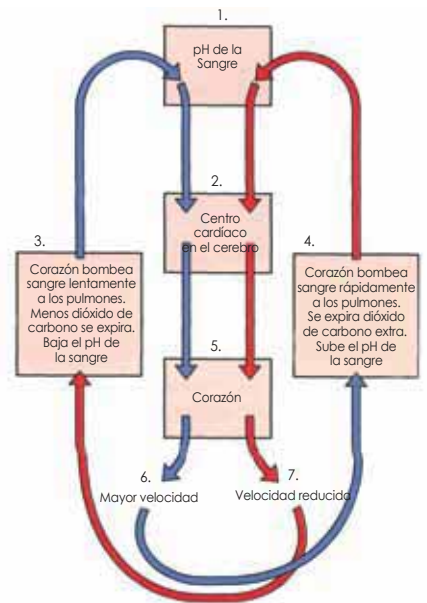 1.
pH de la
Sangre
2.
Centro
cardíaco
en el cerebro
3.
Corazón bombea
sangre lentamente
a los pulmones.
Menos dióxido de
carbono se expira.
Baja el pH de
la sangre
4.
Corazón bombea
sangre rápidamente
a los pulmones.
Se expira dióxido
de carbono extra.
Sube el pH de
la sangre
5.
Corazón
6.
Mayor velocidad
7.
Velocidad reducida